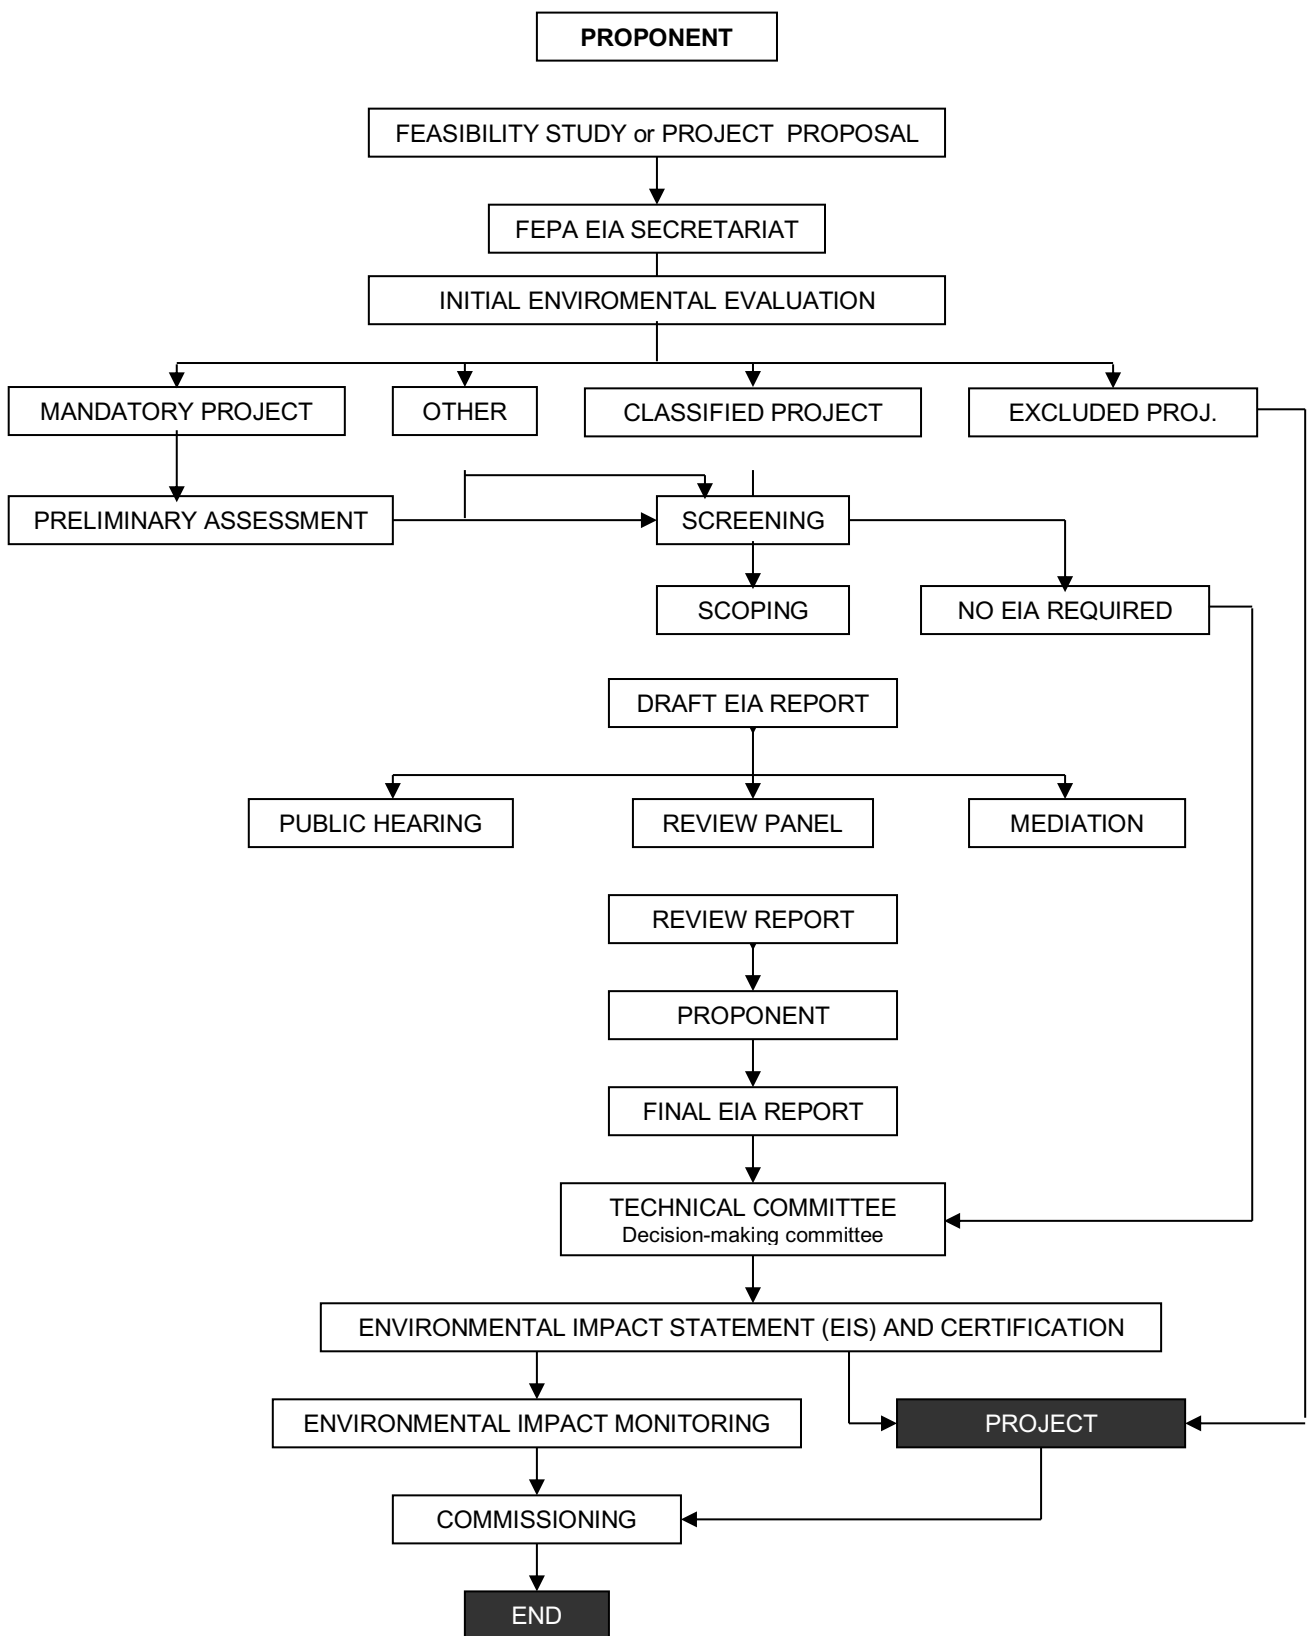 PROPONENT
FEASIBILITY STUDY or PROJECT PROPOSAL
FEPA EIA SECRETARIAT
INITIAL ENVIROMENTAL EVALUATION
MANDATORY PROJECT
OTHER
CLASSIFIED PROJECT
EXCLUDED PROJ.
PRELIMINARY ASSESSMENT
SCREENING
SCOPING
NO EIA REQUIRED
DRAFT EIA REPORT
PUBLIC HEARING
REVIEW PANEL
MEDIATION
REVIEW REPORT
PROPONENT
FINAL EIA REPORT
TECHNICAL COMMITTEE
Decision-making committee
ENVIRONMENTAL IMPACT STATEMENT (EIS) AND CERTIFICATION
ENVIRONMENTAL IMPACT MONITORING
PROJECT
COMMISSIONING
END